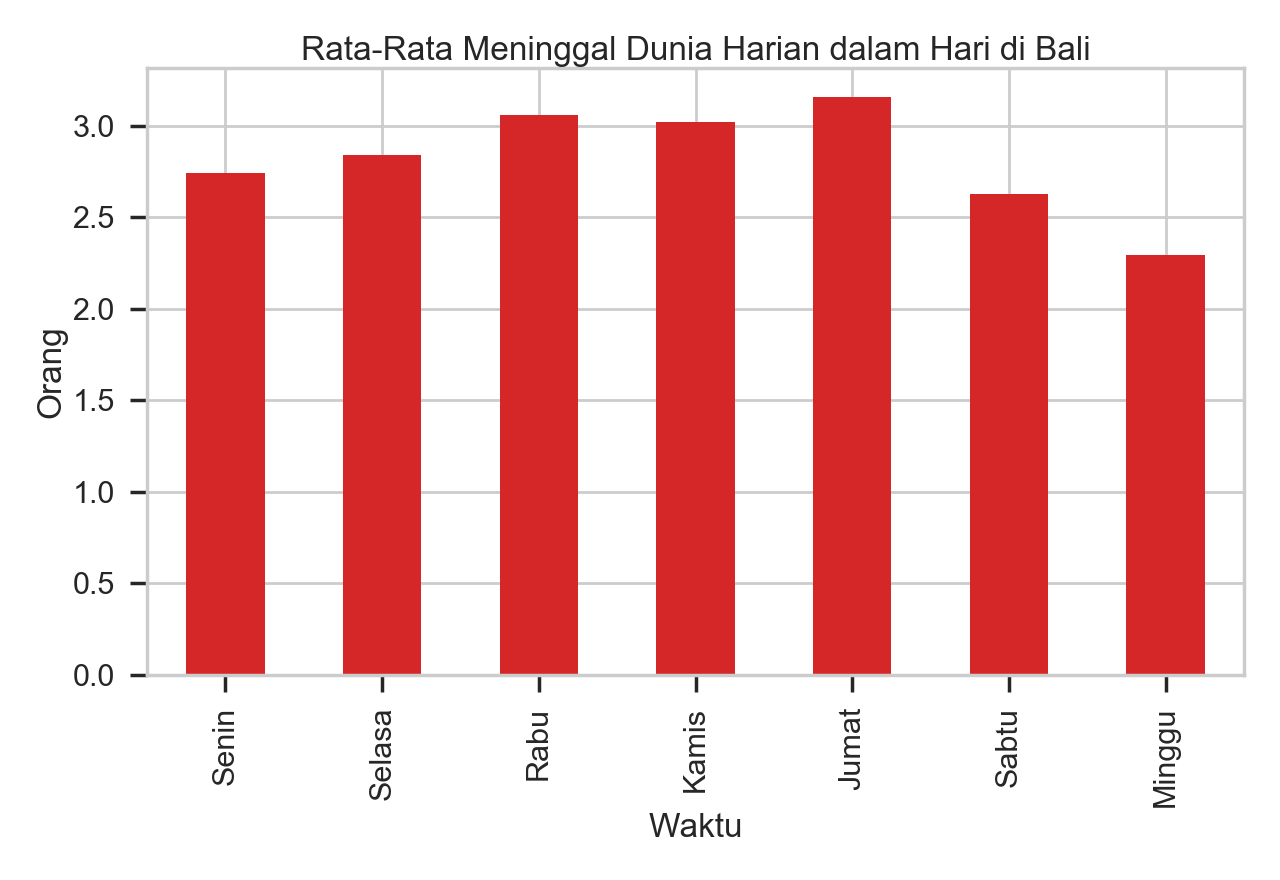 Rata-Rata Meninggal Dunia Harian dalam Hari di Bali
Orang
3.0
2.5
2.0
1.5
1.0
0.5
0.0
Senin
Selasa
Rabu
Kamis
Jumat
Sabtu
Minggu
Waktu